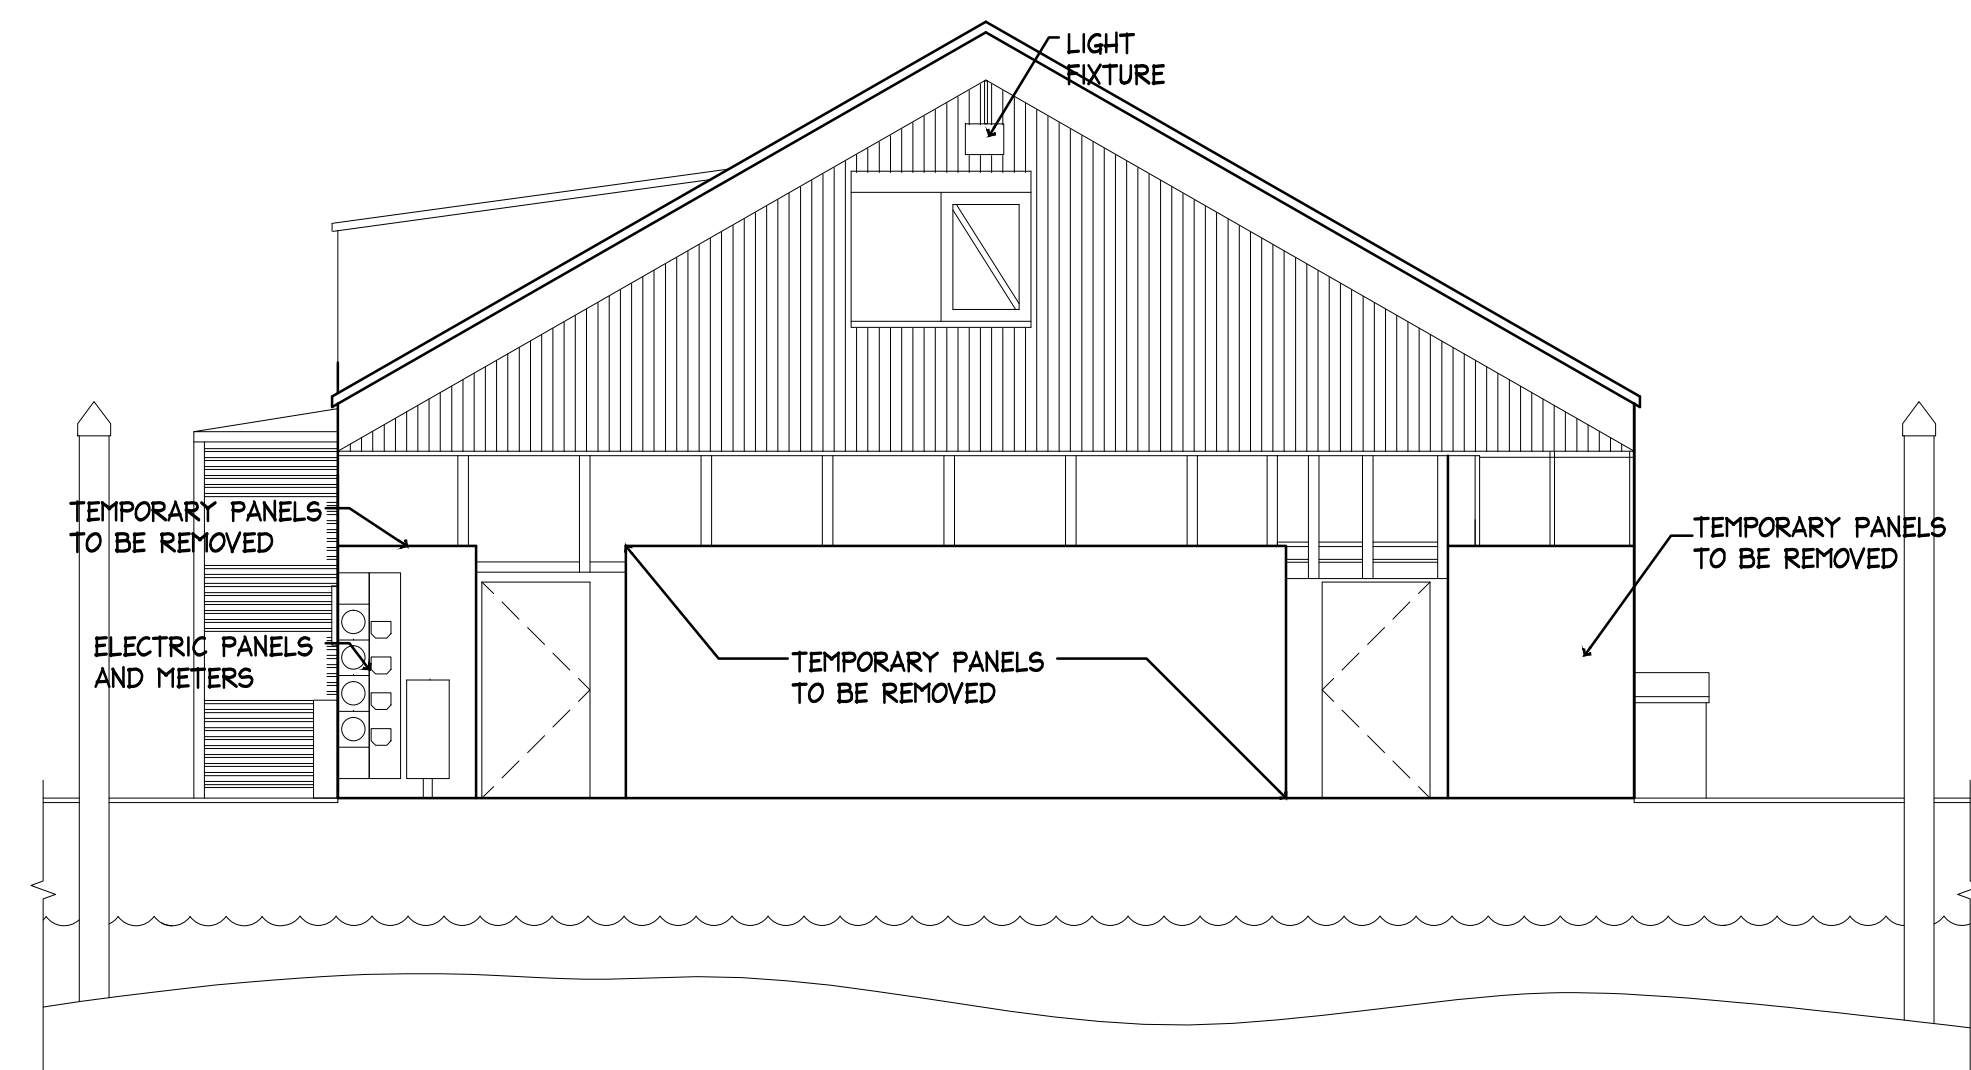 LIGHT
FIXTURE
TEMPORARY PANELS
TO BE REMOVED
TEMPORARY PANELS
TO BE REMOVED
ELECTRIC PANELS
AND METERS
TEMPORARY PANELS
TO BE REMOVED